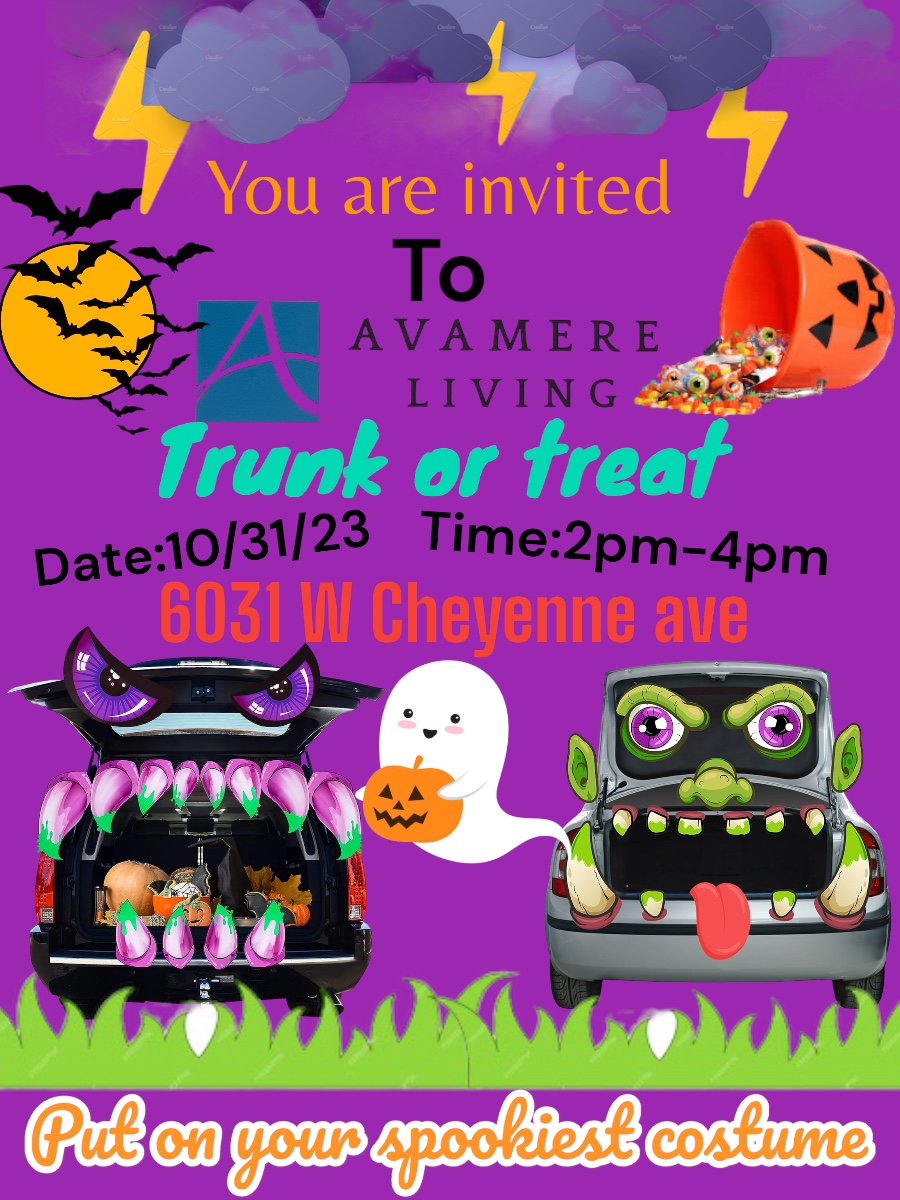 You are invited
To
AVAMERE
LIVING
Trunk or treat
Date:10/31/23 Time:2pm-4pm
6031 W Cheyenne ave
Put on your spookiest costume